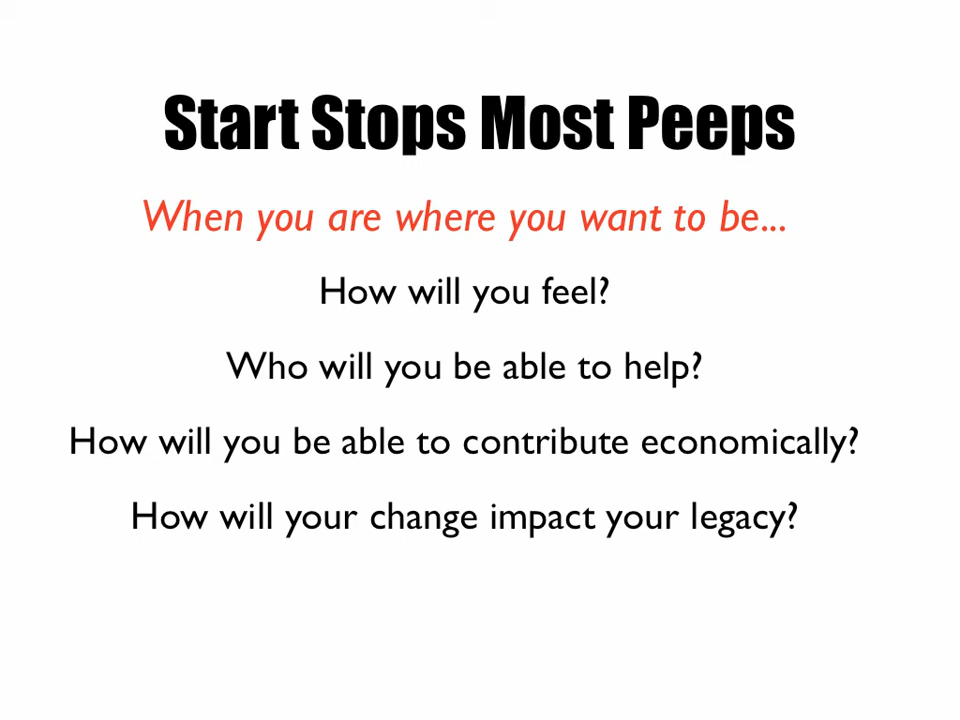 Start Stops Most Peeps
When you are where you want to be...
How will you feel?
Who will you be able to help?
How will you be able to contribute economically?
How will your change impact your legacy?